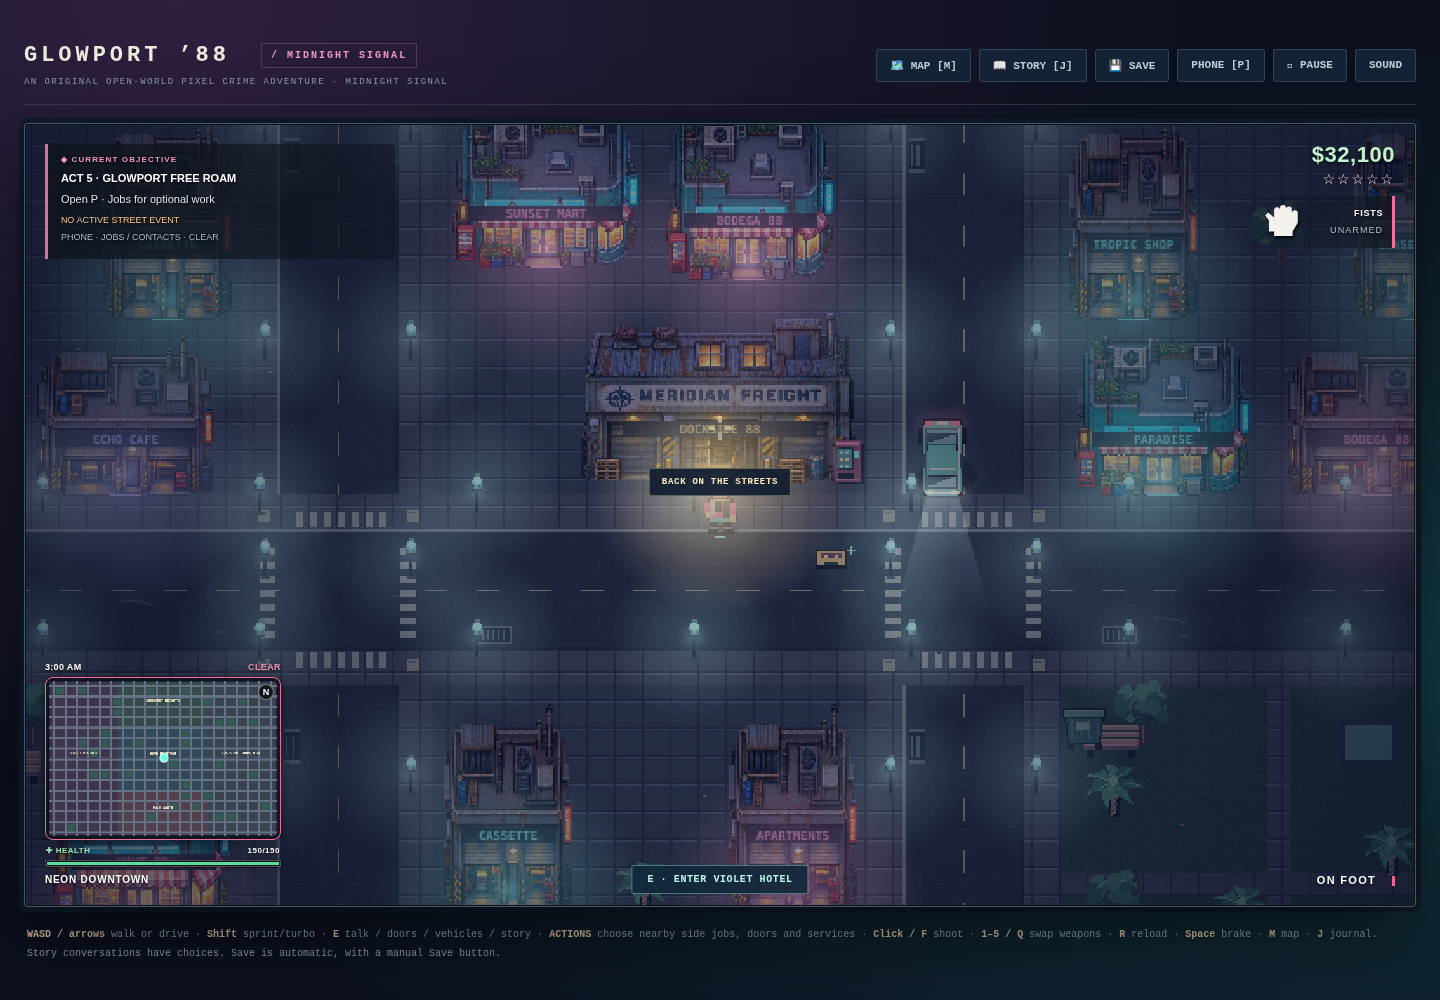 GLOWPORT ’88
/ MIDNIGHT SIGNAL
AN ORIGINAL OPEN-WORLD PIXEL CRIME ADVENTURE · MIDNIGHT SIGNAL
MAP [M]
STORY [J]
SAVE
PHONE [P]
PAUSE
SOUND
◆ CURRENT OBJECTIVE
ACT 5 · GLOWPORT FREE ROAM
Open P · Jobs for optional work
NO ACTIVE STREET EVENT
PHONE · JOBS / CONTACTS · CLEAR
$32,100
☆☆☆☆☆
FISTS
UNARMED
SUNSET MART
BODEGA 88
TROPIC SHOP
MERIDIAN FREIGHT
DOCKSIDE 88
ECHO CAFE
PARADISE
BODEGA 88
BACK ON THE STREETS
3:00 AM
CLEAR
N
CASSETTE
APARTMENTS
✚ HEALTH
150/150
NEON DOWNTOWN
E · ENTER VIOLET HOTEL
ON FOOT
WASD / arrows walk or drive · Shift sprint/turbo · E talk / doors / vehicles / story · ACTIONS choose nearby side jobs, doors and services · Click / F shoot · 1–5 / Q swap weapons · R reload · Space brake · M map · J journal.
Story conversations have choices. Save is automatic, with a manual Save button.